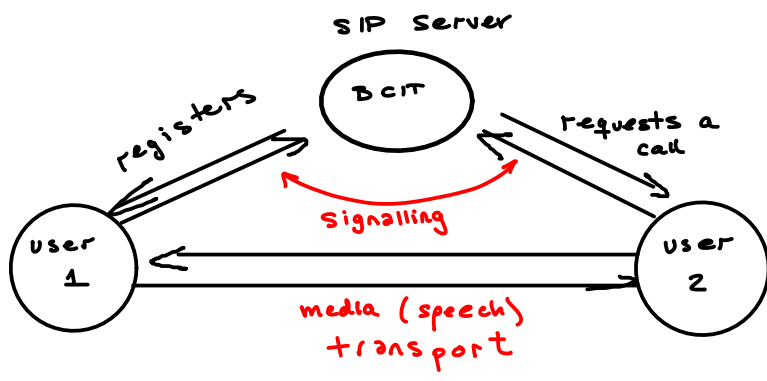 SIP Server
BCIT
registers
requests a
call
signalling
user
1
user
2
media (speech)
transport